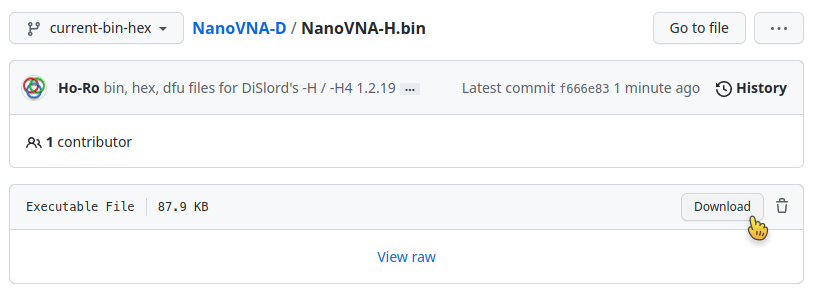 current-bin-hex NanoVNA-D / NanoVNA-H.bin Go to file ...
Ho-Ro bin, hex, dfu files for DiSlord's -H / -H4 1.2.19 ... Latest commit f666e83 1 minute ago History
1 contributor
Executable File 87.9 KB Download
View raw